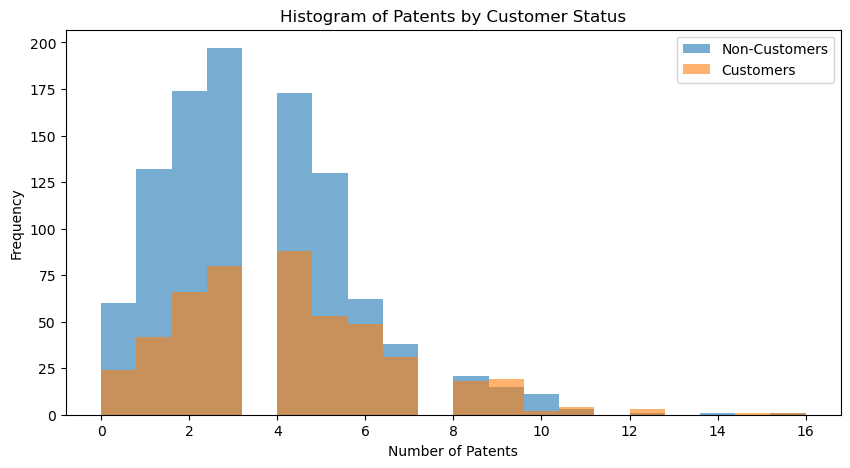 Histogram of Patents by Customer Status
Non-Customers
Customers
200
175
150
125
100
75
50
25
0
Frequency
0 2 4 6 8 10 12 14 16
Number of Patents